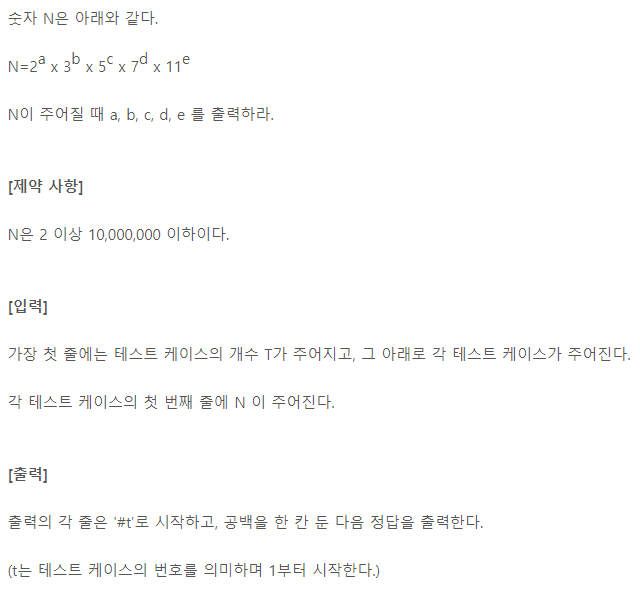 숫자 N은 아래와 같다.
N=2ᵃ x 3ᵇ x 5ᶜ x 7ᵈ x 11ᵉ
N이 주어질 때 a, b, c, d, e 를 출력하라.
[제약 사항]
N은 2 이상 10,000,000 이하이다.
[입력]
가장 첫 줄에는 테스트 케이스의 개수 T가 주어지고, 그 아래로 각 테스트 케이스가 주어진다.
각 테스트 케이스의 첫 번째 줄에 N 이 주어진다.
[출력]
출력의 각 줄은 '#t'로 시작하고, 공백을 한 칸 둔 다음 정답을 출력한다.
(t는 테스트 케이스의 번호를 의미하며 1부터 시작한다.)